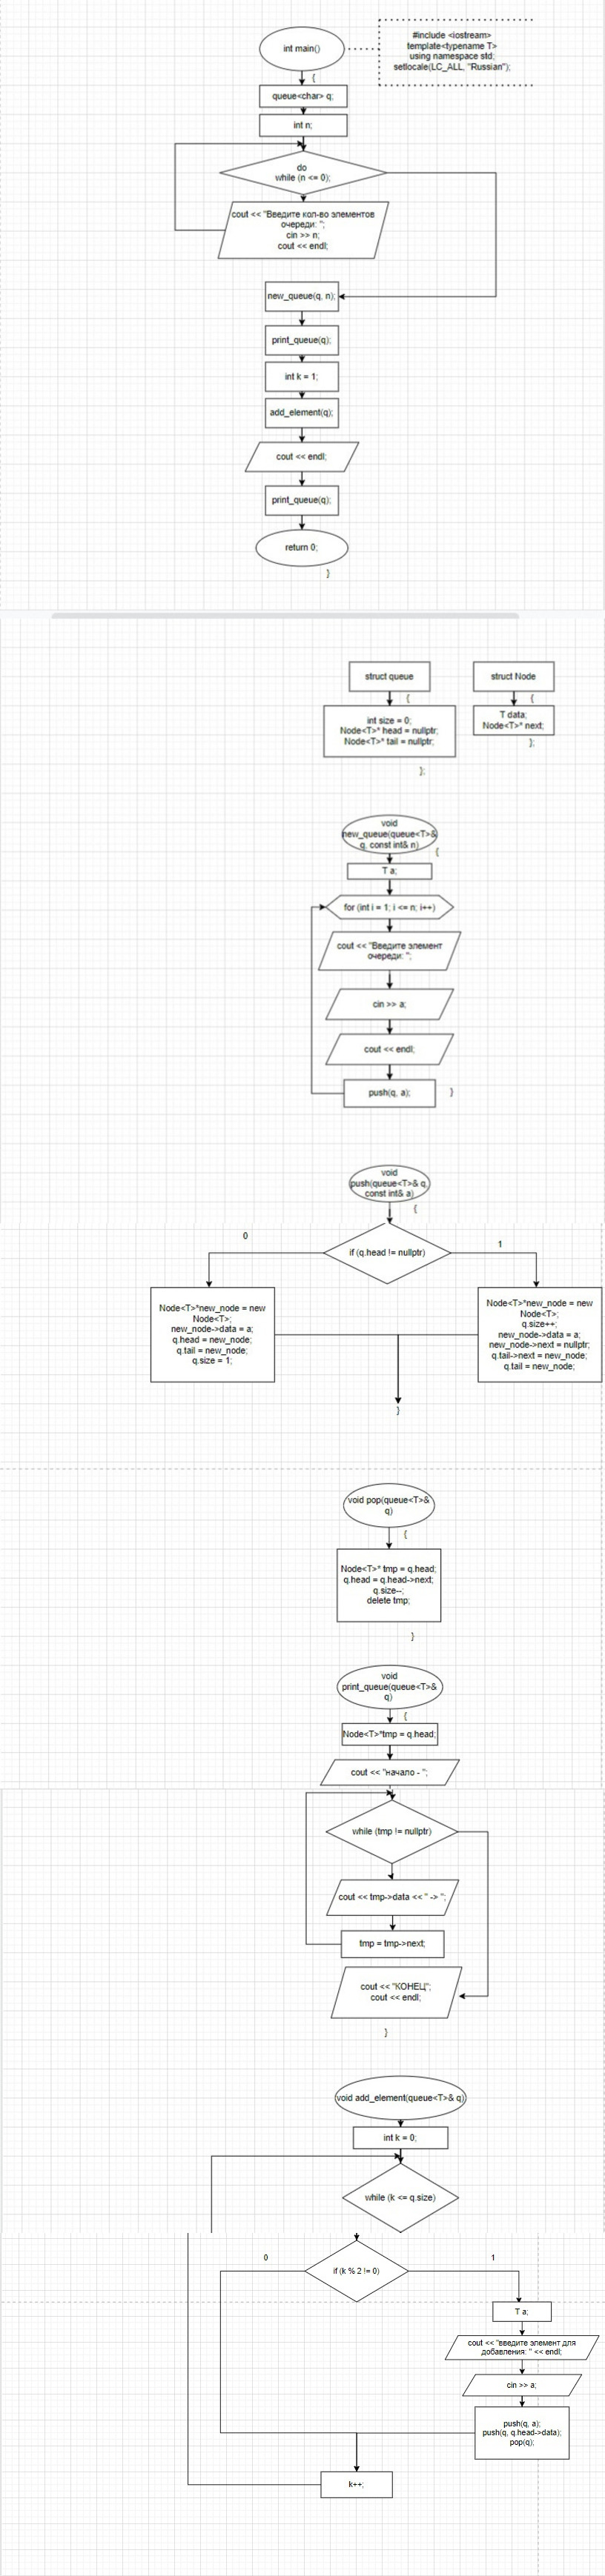 int main()
#include <iostream>
template<typename T>
using namespace std;
setlocale(LC_ALL, "Russian");
{
queue<char> q;
int n;
do
while (n <= 0);
cout << "Введите кол-во элементов
очереди: ";
cin >> n;
cout << endl;
new_queue(q, n);
print_queue(q);
int k = 1;
add_element(q);
cout << endl;
print_queue(q);
return 0;
}
struct queue
{
int size = 0;
Node<T>* head = nullptr;
Node<T>* tail = nullptr;
};
struct Node
{
T data;
Node<T>* next;
};
void
new_queue(queue<T>&
q, const int& n)
{
T a;
for (int i = 1; i <= n; i++)
cout << "Введите элемент
очереди: ";
cin >> a;
cout << endl;
push(q, a);
}
void
push(queue<T>& q,
const int& a)
{
if (q.head != nullptr)
0
1
Node<T>*new_node = new
Node<T>;
new_node->data = a;
q.head = new_node;
q.tail = new_node;
q.size = 1;
Node<T>*new_node = new
Node<T>;
q.size++;
new_node->data = a;
new_node->next = nullptr;
q.tail->next = new_node;
q.tail = new_node;
}
void pop(queue<T>&
q)
{
Node<T>* tmp = q.head;
q.head = q.head->next;
q.size--;
delete tmp;
}
void
print_queue(queue<T>&
q)
{
Node<T>*tmp = q.head;
cout << "начало - ";
while (tmp != nullptr)
cout << tmp->data << " -> ";
tmp = tmp->next;
cout << "КОНЕЦ";
cout << endl;
}
void add_element(queue<T>& q)
int k = 0;
while (k <= q.size)
if (k % 2 != 0)
0
1
T a;
cout << "введите элемент для
добавления: " << endl;
cin >> a;
push(q, a);
push(q, q.head->data);
pop(q);
k++;